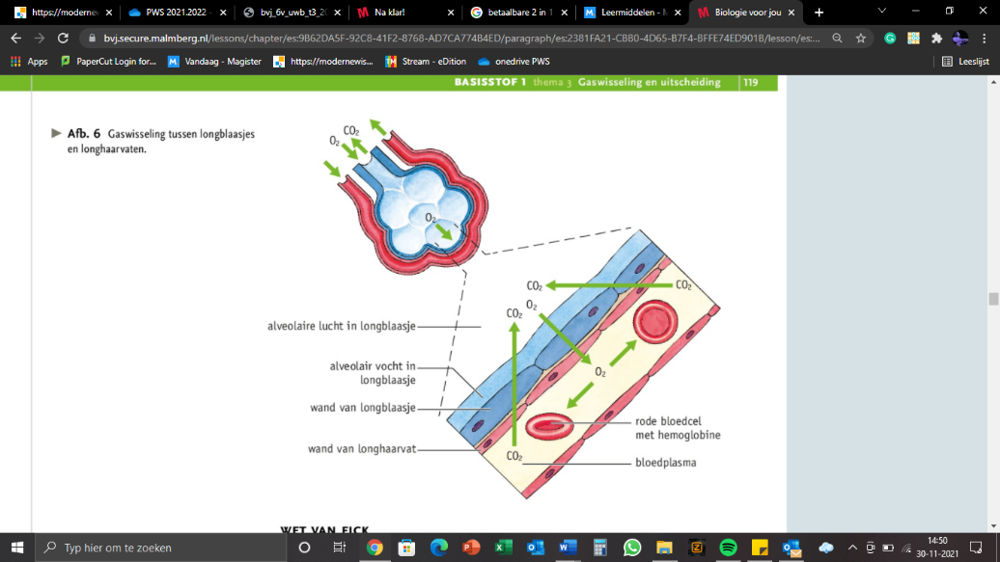 https://modernew
PWS 2021.2022 -
bvj_6v_uwb_t3_2(
Na klar!
betaalbare 2 in 1
Leermiddelen - M
Biologie voor jou
bvj.secure.malmberg.nl/lessons/chapter/es:9B62DA5F-92C8-41F2-8768-AD7CA774B4ED/paragraph/es:2381FA21-CBB0-4D65-B7F4-BFFE74ED901B/lesson/es:...
Apps
PaperCut Login for...
Vandaag - Magister
https://modernewis...
Stream - eDition
onedrive PWS
Leeslijst
BASISSTOF 1 thema 3 Gaswisseling en uitscheiding 119
Afb. 6 Gaswisseling tussen longblaasjes
en longhaarvaten.
CO₂
O₂
O₂
CO₂
CO₂
O₂
CO₂
alveolaire lucht in longblaasje
alveolair vocht in
longblaasje
O₂
wand van longblaasje
rode bloedcel
met hemoglobine
wand van longhaarvat
CO₂
bloedplasma
WET VAN FICK
Typ hier om te zoeken
14:50
30-11-2021